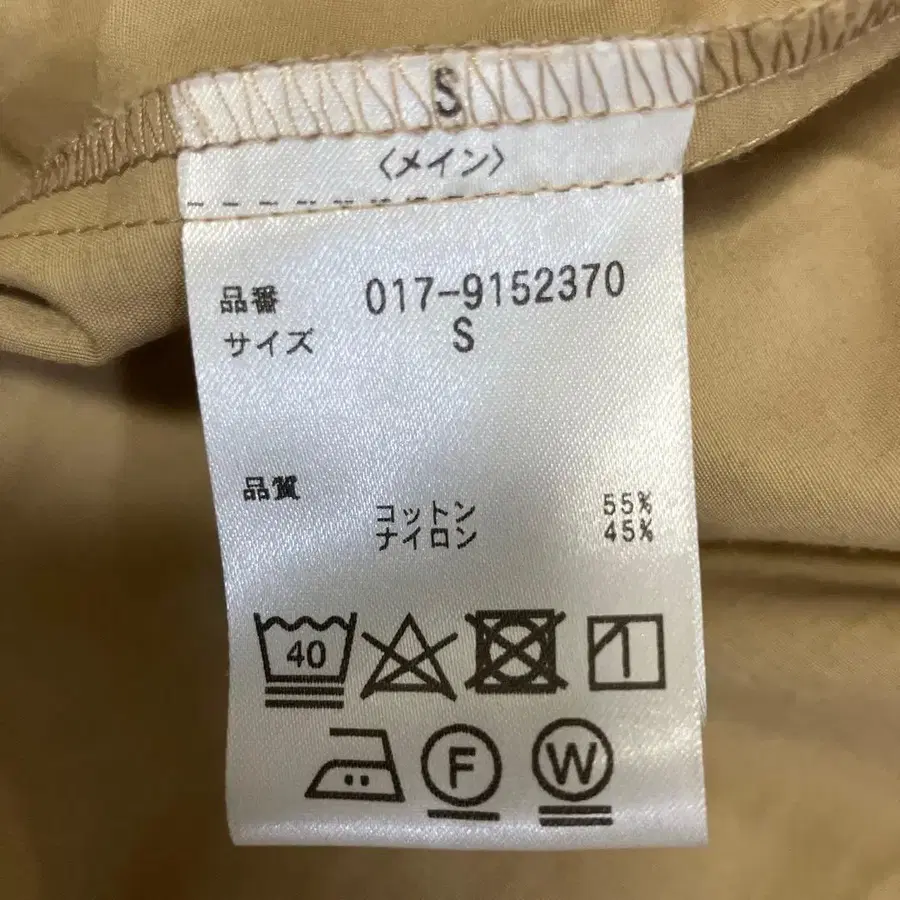 S
〈メイン〉
品番 017-9152370
サイズ S
品質
コットン 55%
ナイロン 45%
40
F W